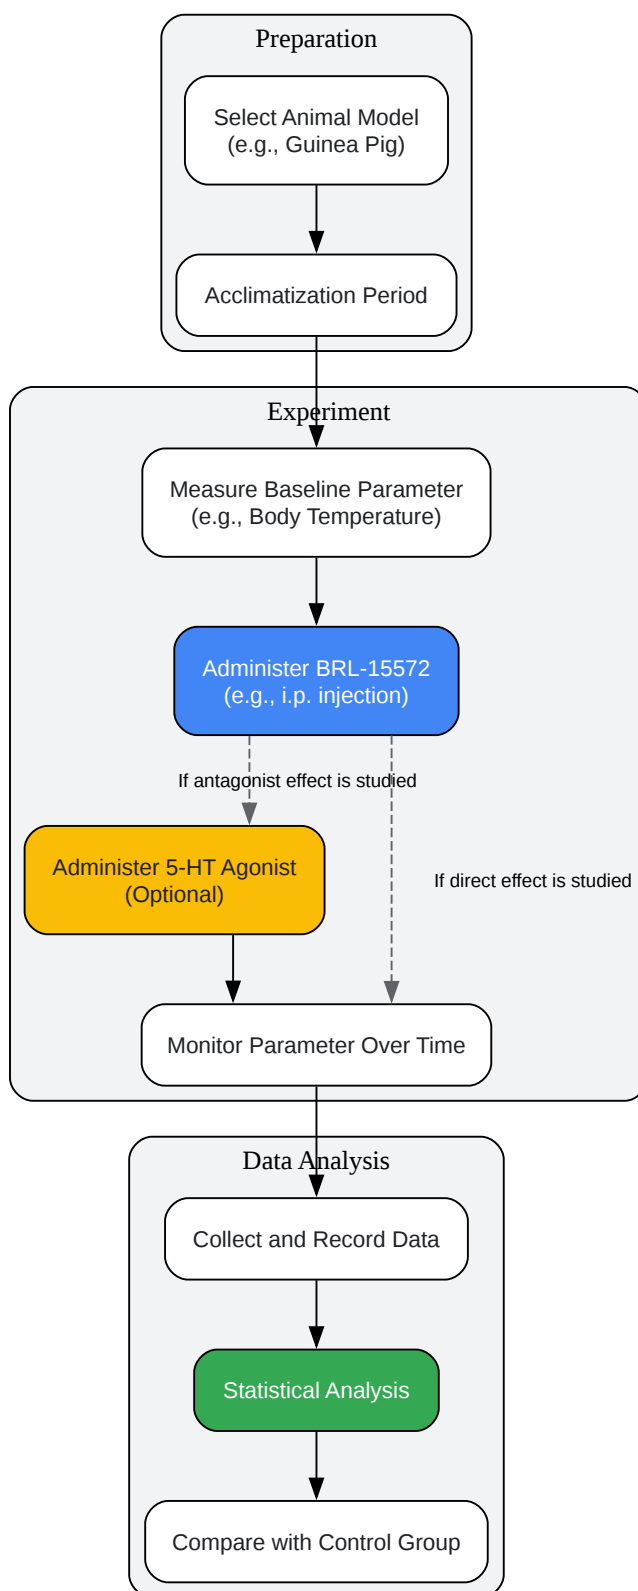 Preparation
Select Animal Model
(e.g., Guinea Pig)
Acclimatization Period
Experiment
Measure Baseline Parameter
(e.g., Body Temperature)
Administer BRL-15572
(e.g., i.p. injection)
If antagonist effect is studied
Administer 5-HT Agonist
(Optional)
If direct effect is studied
Monitor Parameter Over Time
Data Analysis
Collect and Record Data
Statistical Analysis
Compare with Control Group